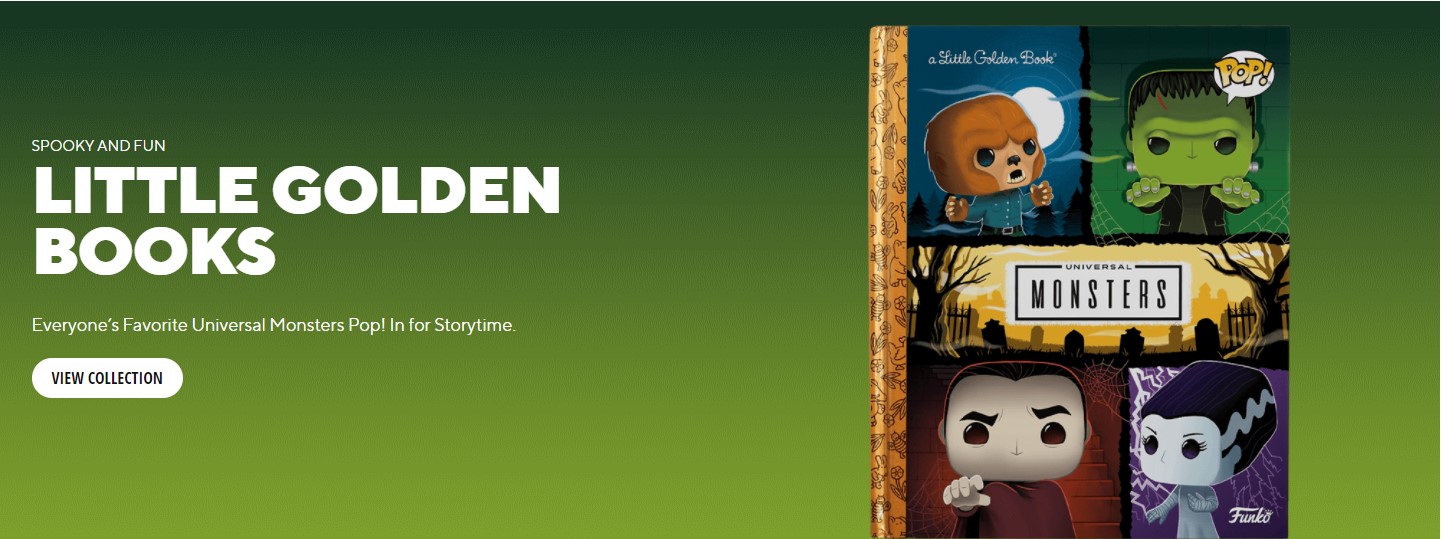 SPOOKY AND FUN
LITTLE GOLDEN
BOOKS
Everyone's Favorite Universal Monsters Pop! In for Storytime.
VIEW COLLECTION
a Little Golden Book®
POP!
UNIVERSAL
MONSTERS
Funko